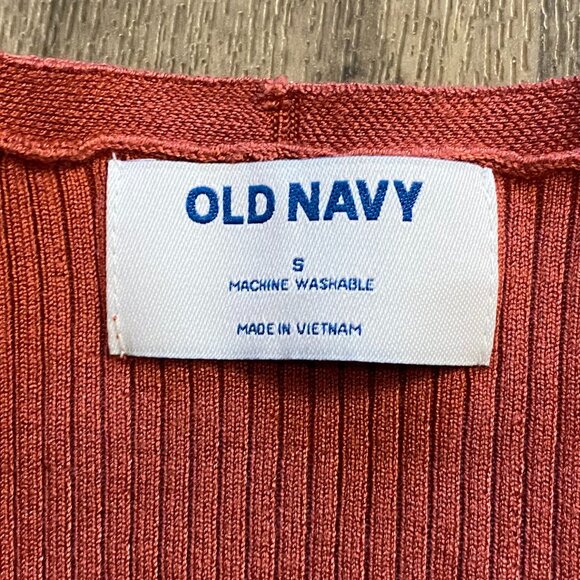 OLD NAVY
S
MACHINE WASHABLE
MADE IN VIETNAM